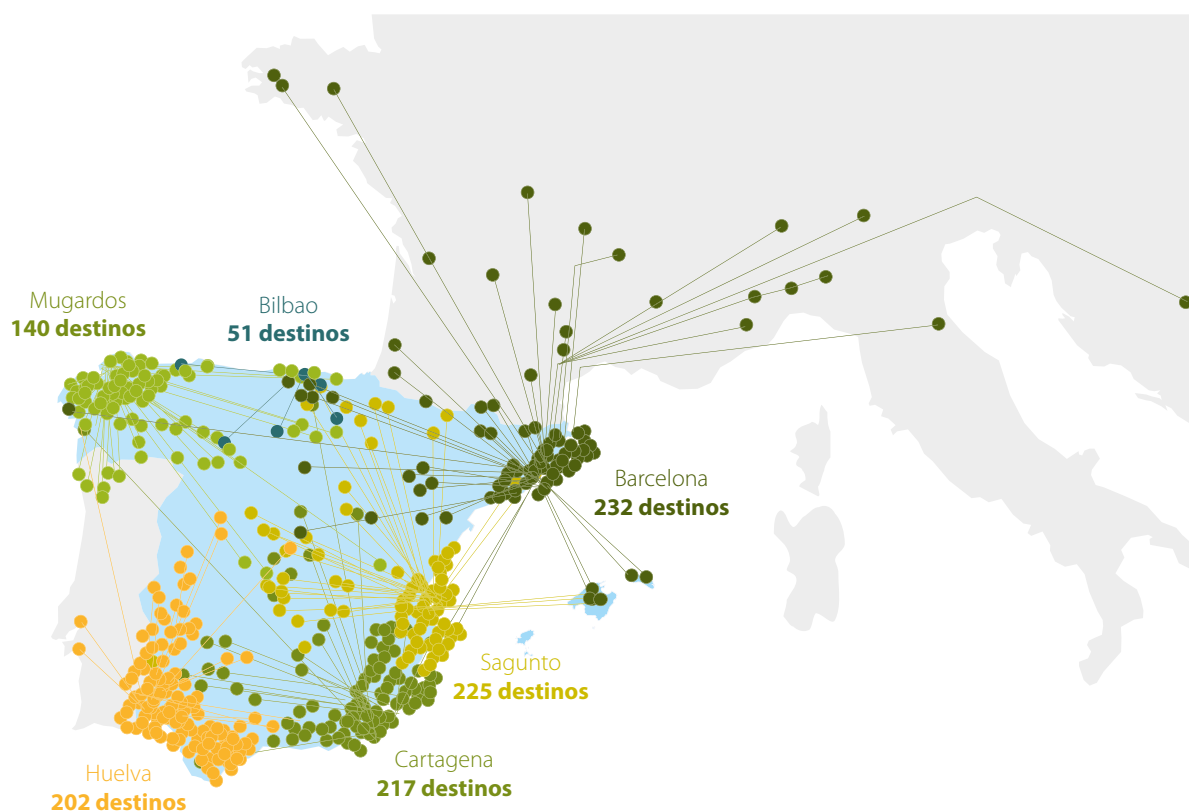 Mugardos
140 destinos
Bilbao
51 destinos
Barcelona
232 destinos
Sagunto
225 destinos
Cartagena
217 destinos
Huelva
202 destinos